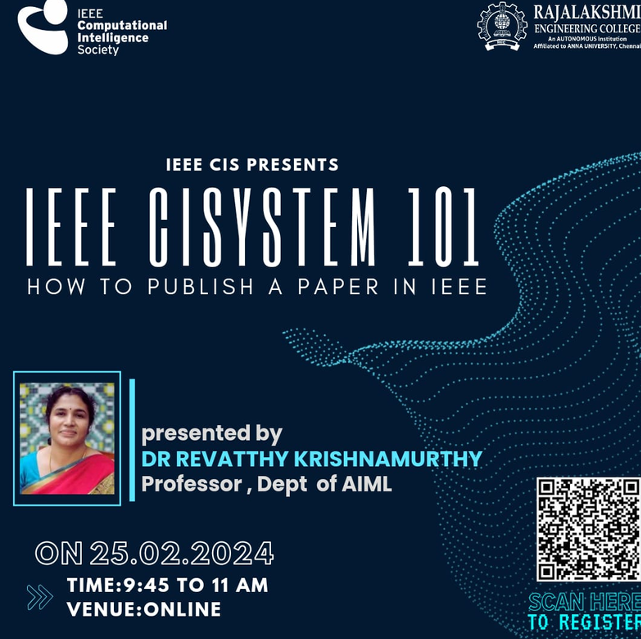 IEEE
Computational
Intelligence
Society
RAJALAKSHMI
ENGINEERING COLLEGE
An AUTONOMOUS Institution
Affiliated to ANNA UNIVERSITY, Chennai
IEEE CIS PRESENTS
IEEE CISYSTEM 101
HOW TO PUBLISH A PAPER IN IEEE
presented by
DR REVATTHY KRISHNAMURTHY
Professor , Dept of AIML
ON 25.02.2024
TIME:9:45 TO 11 AM
VENUE:ONLINE
SCAN HERE
TO REGISTER